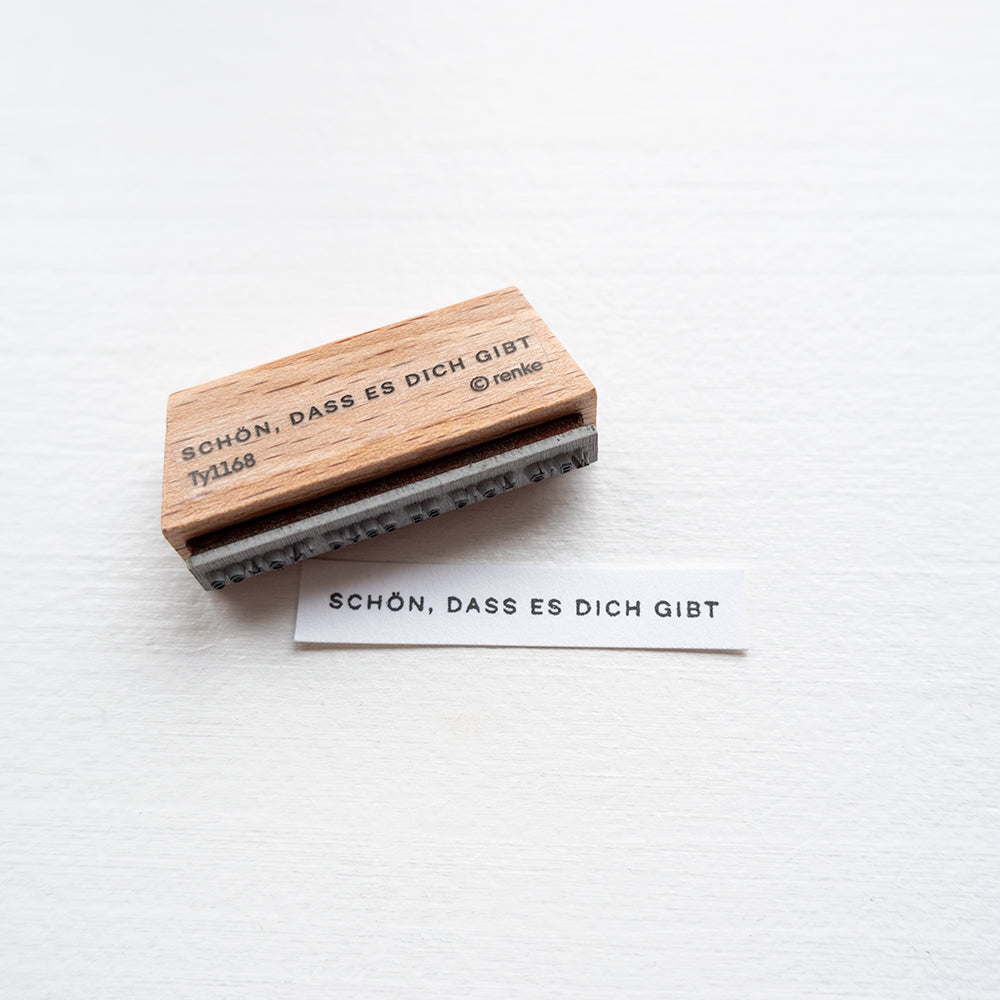 SCHÖN, DASS ES DICH GIBT
© renke
Ty1168
SCHÖN, DASS ES DICH GIBT